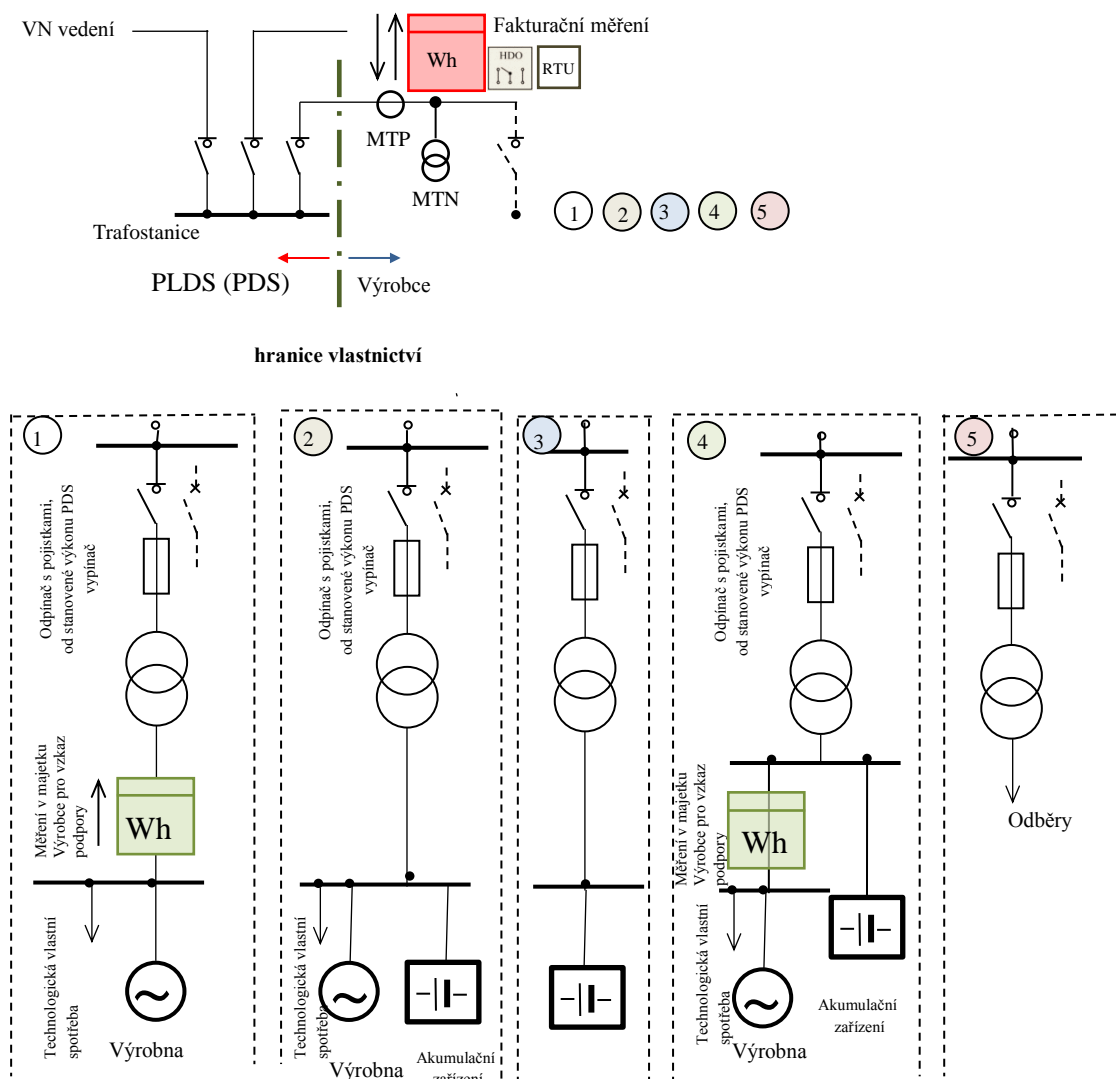 VN vedení
Fakturační měření
Wh
HDO
RTU
MTP
MTN
Trafostanice
1
2
3
4
5
PLDS (PDS)
Výrobce
hranice vlastnictví
1
Odpínač s pojistkami,
od stanovené výkonu PDS
vypínač
Měření v majetku
Výrobce pro vzkaz
podpory
Wh
Technologická vlastní
spotřeba
Výrobna
2
Odpínač s pojistkami,
od stanovené výkonu PDS
vypínač
Technologická vlastní
spotřeba
Výrobna
Akumulační
zařízení
3
4
Odpínač s pojistkami,
od stanovené výkonu PDS
vypínač
Měření v majetku
Výrobce pro vzkaz
podpory
Wh
Technologická vlastní
spotřeba
Výrobna
Akumulační
zařízení
5
Odběry